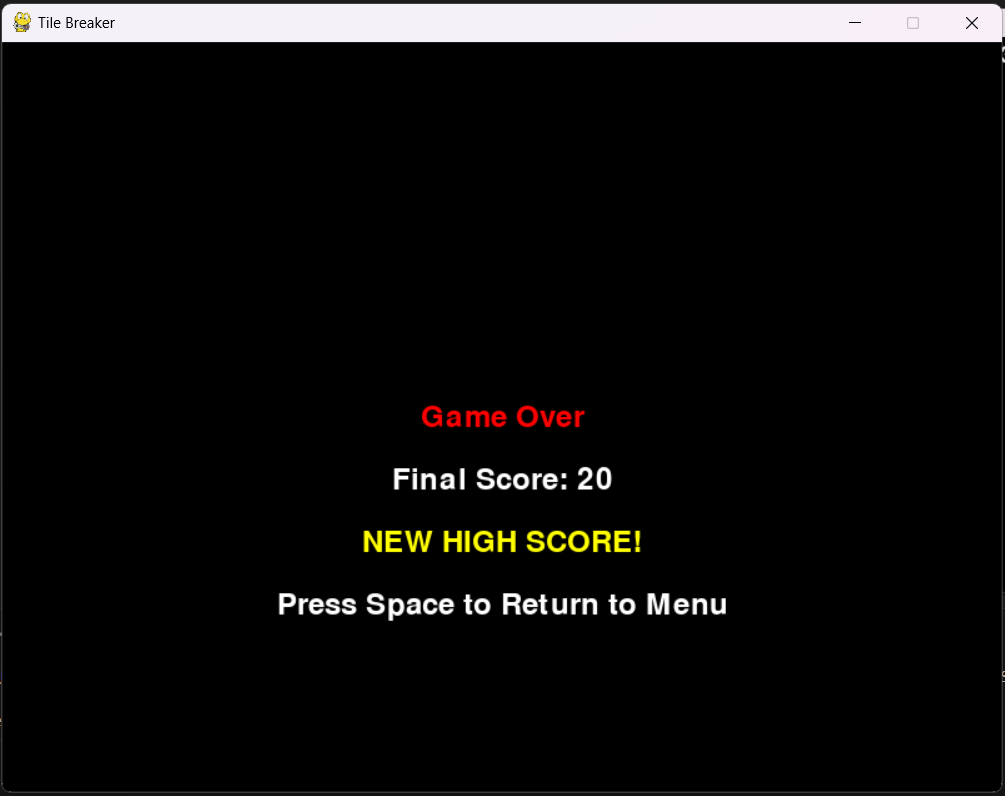 Tile Breaker
Game Over
Final Score: 20
NEW HIGH SCORE!
Press Space to Return to Menu